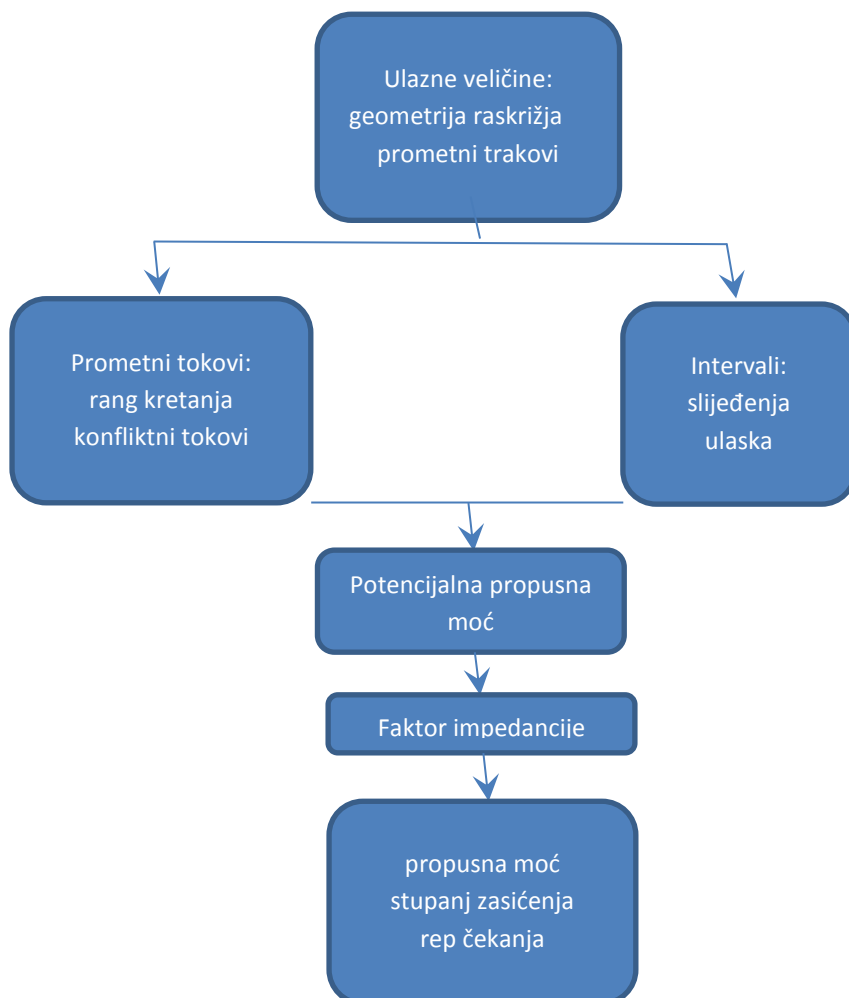 Ulazne veličine:
geometrija raskrižja
prometni trakovi
Prometni tokovi:
rang kretanja
konfliktni tokovi
Intervali:
slijeđenja
ulaska
Potencijalna propusna
moć
Faktor impedancije
propusna moć
stupanj zasićenja
rep čekanja